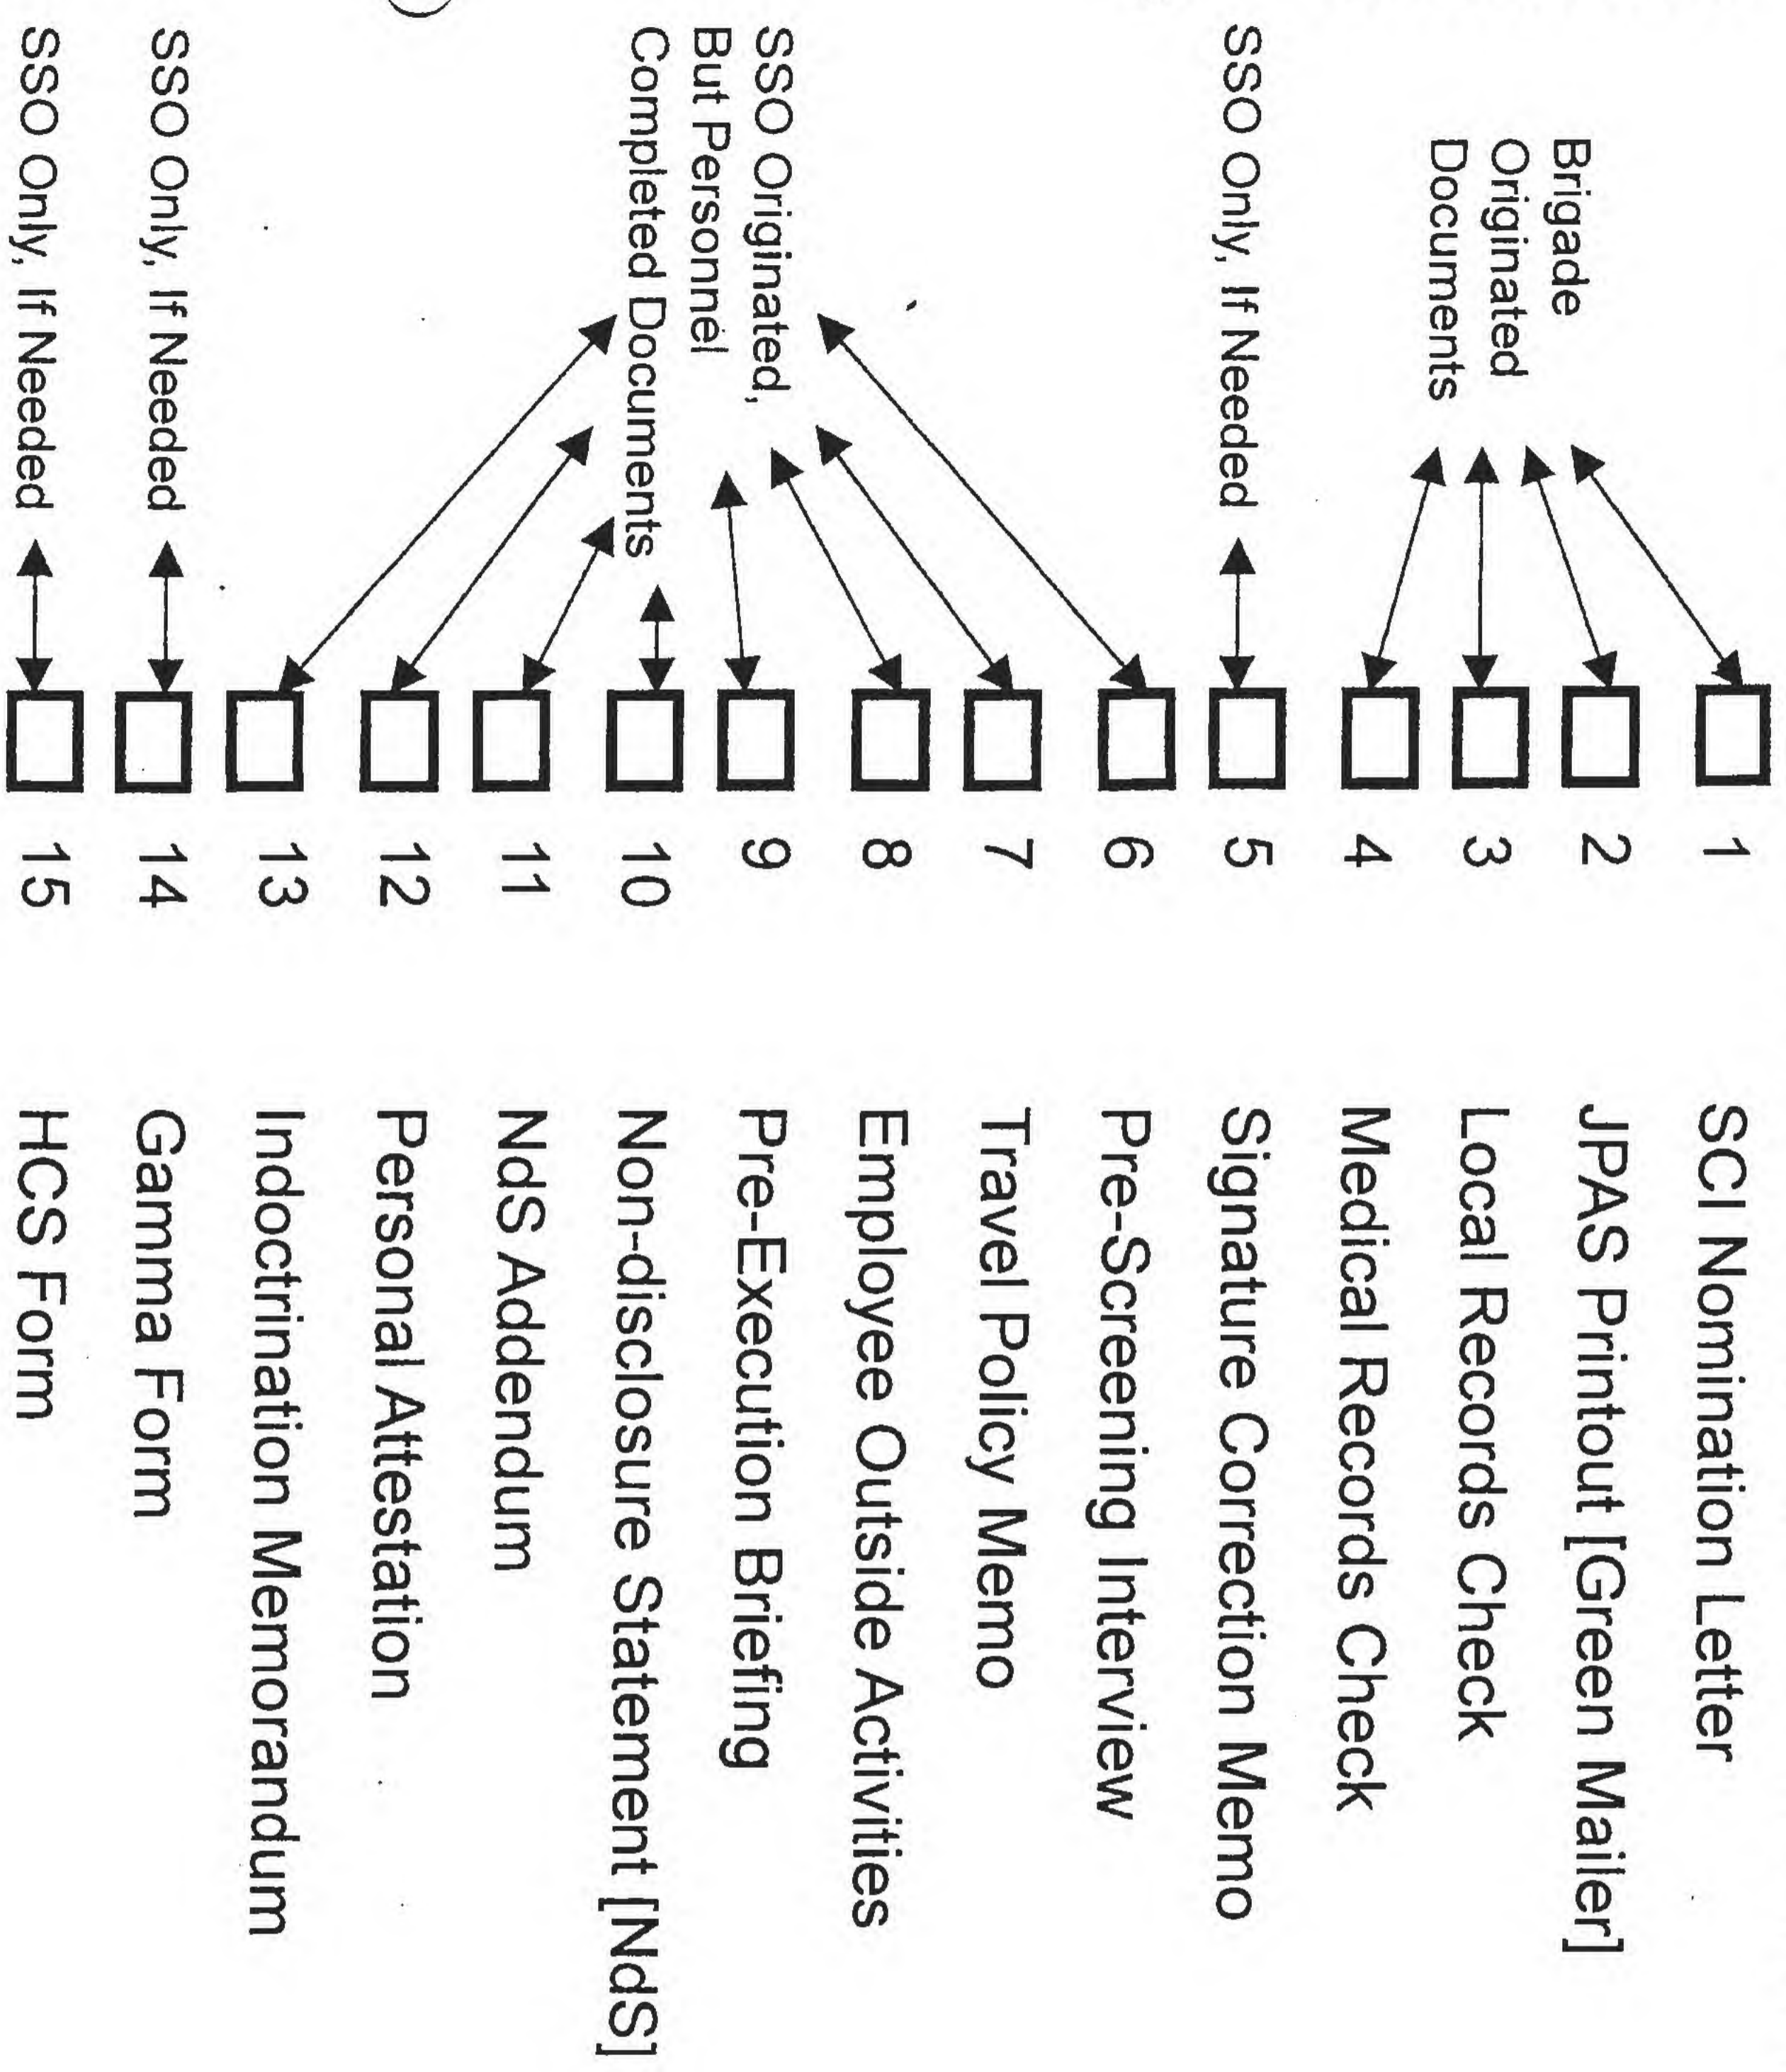 Brigade
Originated
Documents
SSO Only, If Needed
SSO Originated,
But Personnel
Completed Documents
SSO Only, If Needed
SSO Only, If Needed
1 SCI Nomination Letter
2 JPAS Printout [Green Mailer]
3 Local Records Check
4 Medical Records Check
5 Signature Correction Memo
6 Pre-Screening Interview
7 Travel Policy Memo
8 Employee Outside Activities
9 Pre-Execution Briefing
10 Non-disclosure Statement [NdS]
11 NdS Addendum
12 Personal Attestation
13 Indoctrination Memorandum
14 Gamma Form
15 HCS Form